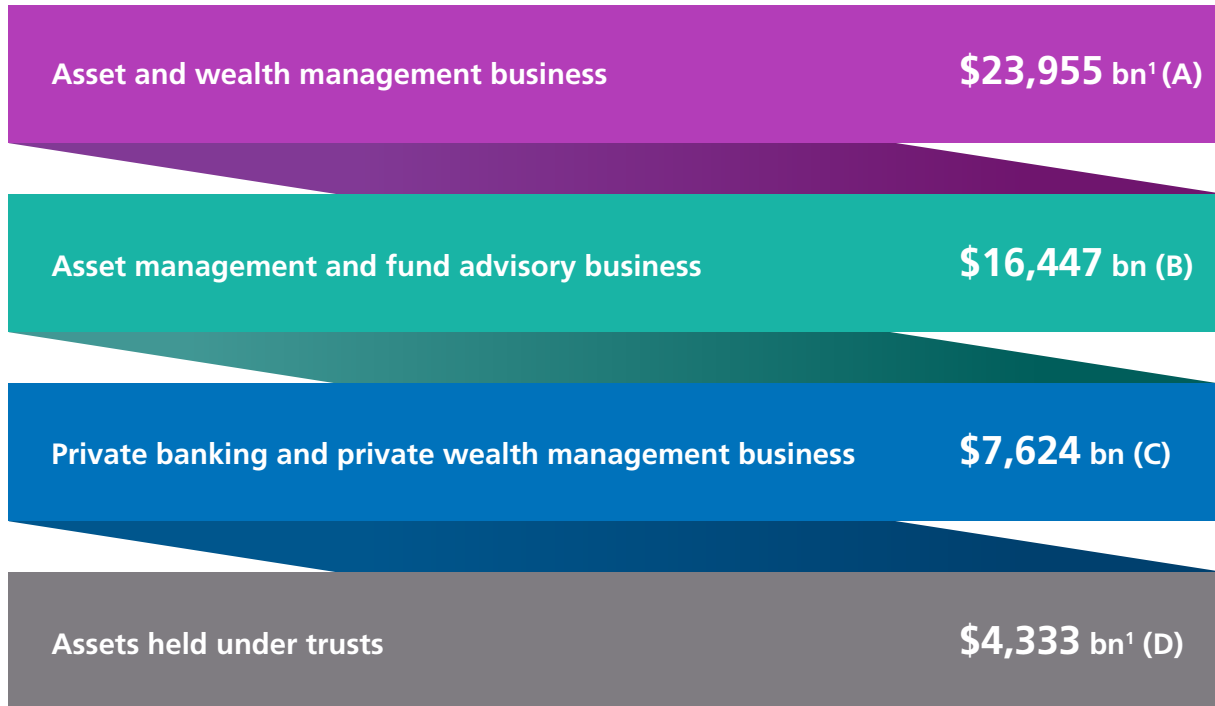 Asset and wealth management business $23,955 bn¹ (A)
Asset management and fund advisory business $16,447 bn (B)
Private banking and private wealth management business $7,624 bn (C)
Assets held under trusts $4,333 bn¹ (D)